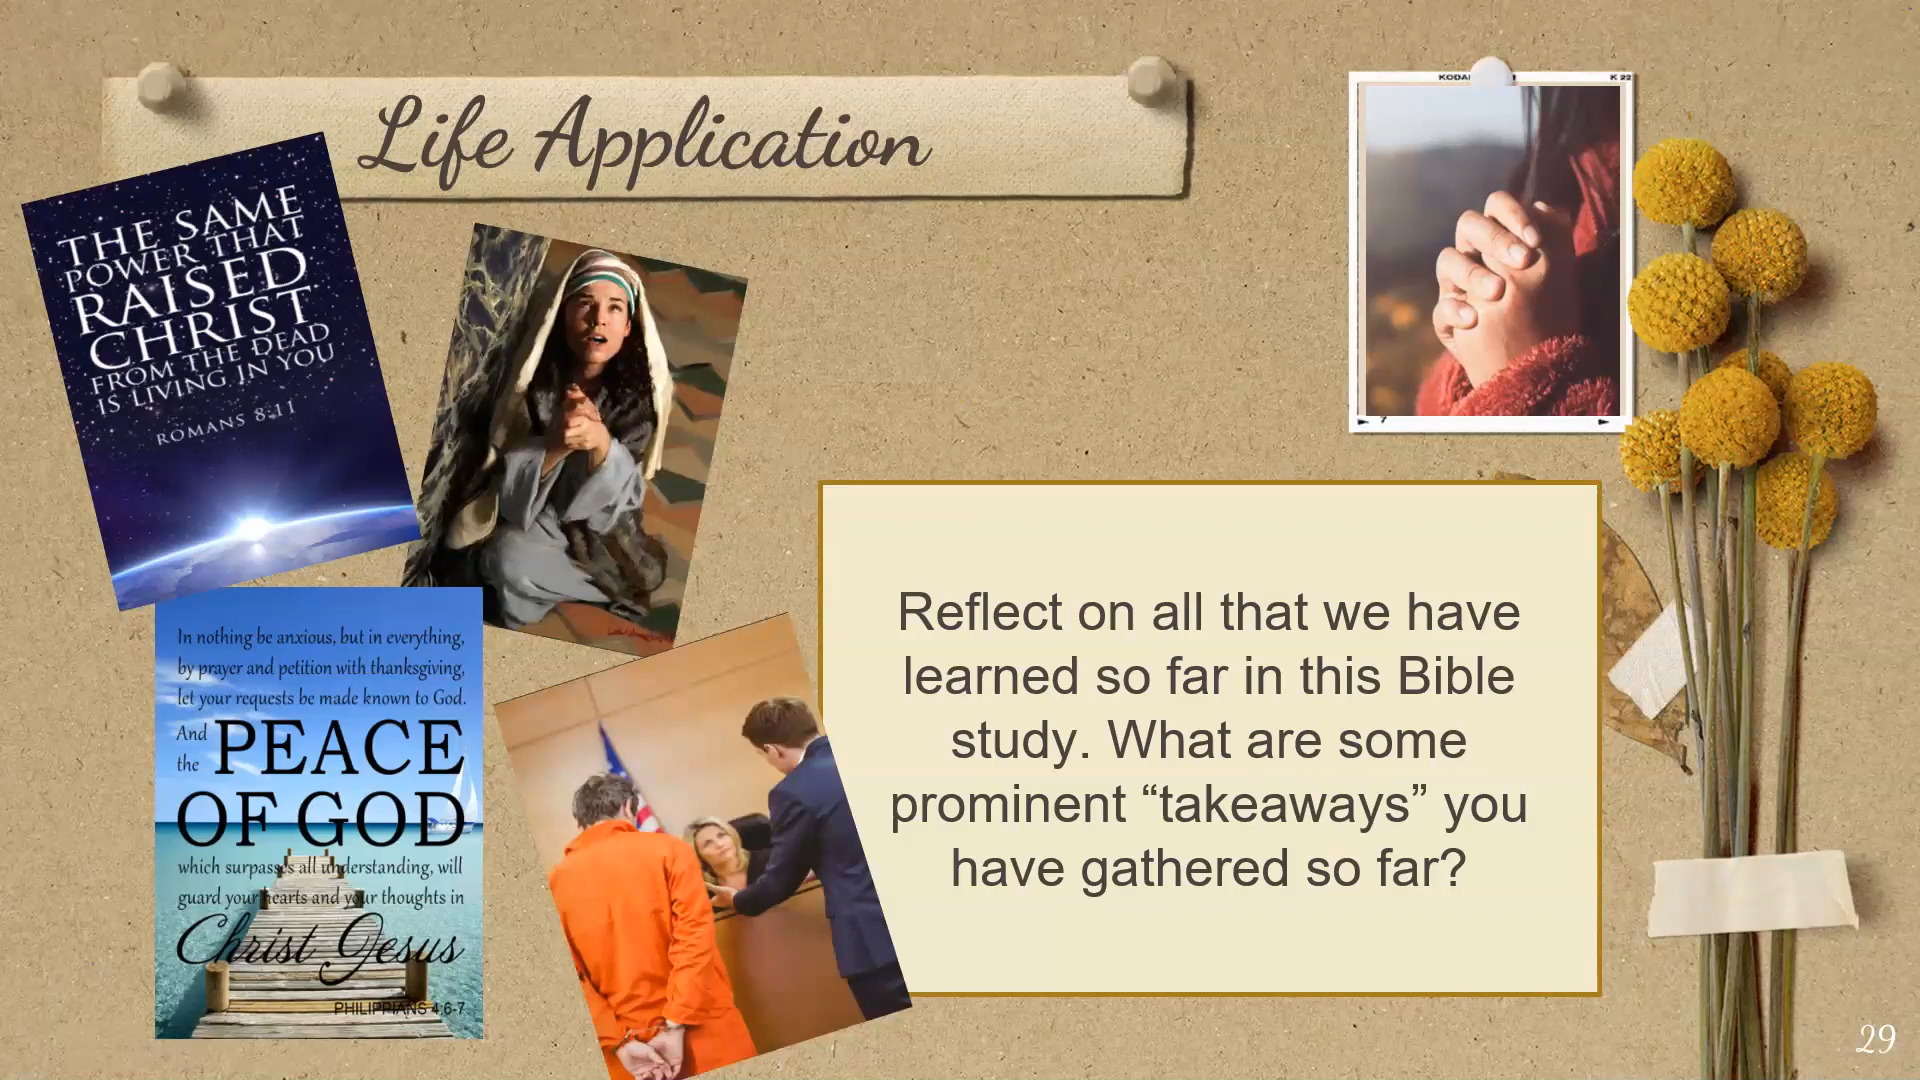 Life Application
THE SAME
POWER THAT
RAISED
CHRIST
FROM THE DEAD
IS LIVING IN YOU
ROMANS 8:11
K 22
7
In nothing be anxious, but in everything,
by prayer and petition with thanksgiving,
let your requests be made known to God.
And
the PEACE
OF GOD
which surpasses all understanding, will
guard your hearts and your thoughts in
Christ Jesus
PHILIPPIANS 4:6-7
Reflect on all that we have
learned so far in this Bible
study. What are some
prominent “takeaways” you
have gathered so far?
29